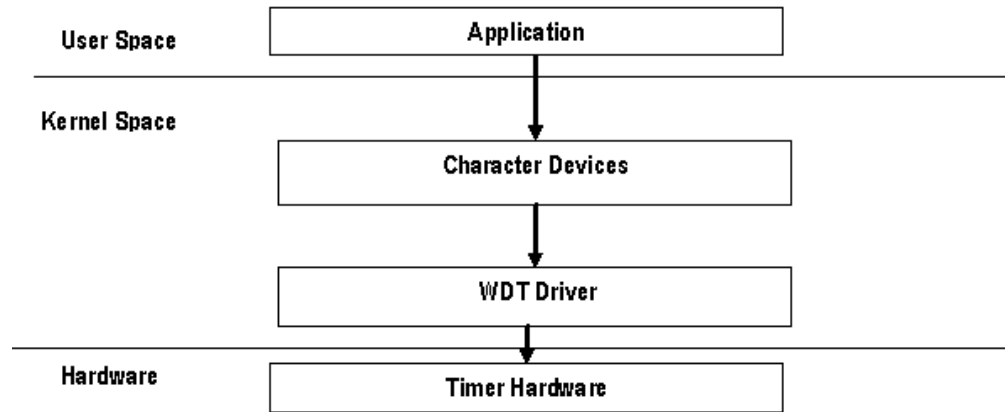 User Space
Application
Kernel Space
Character Devices
WDT Driver
Hardware
Timer Hardware